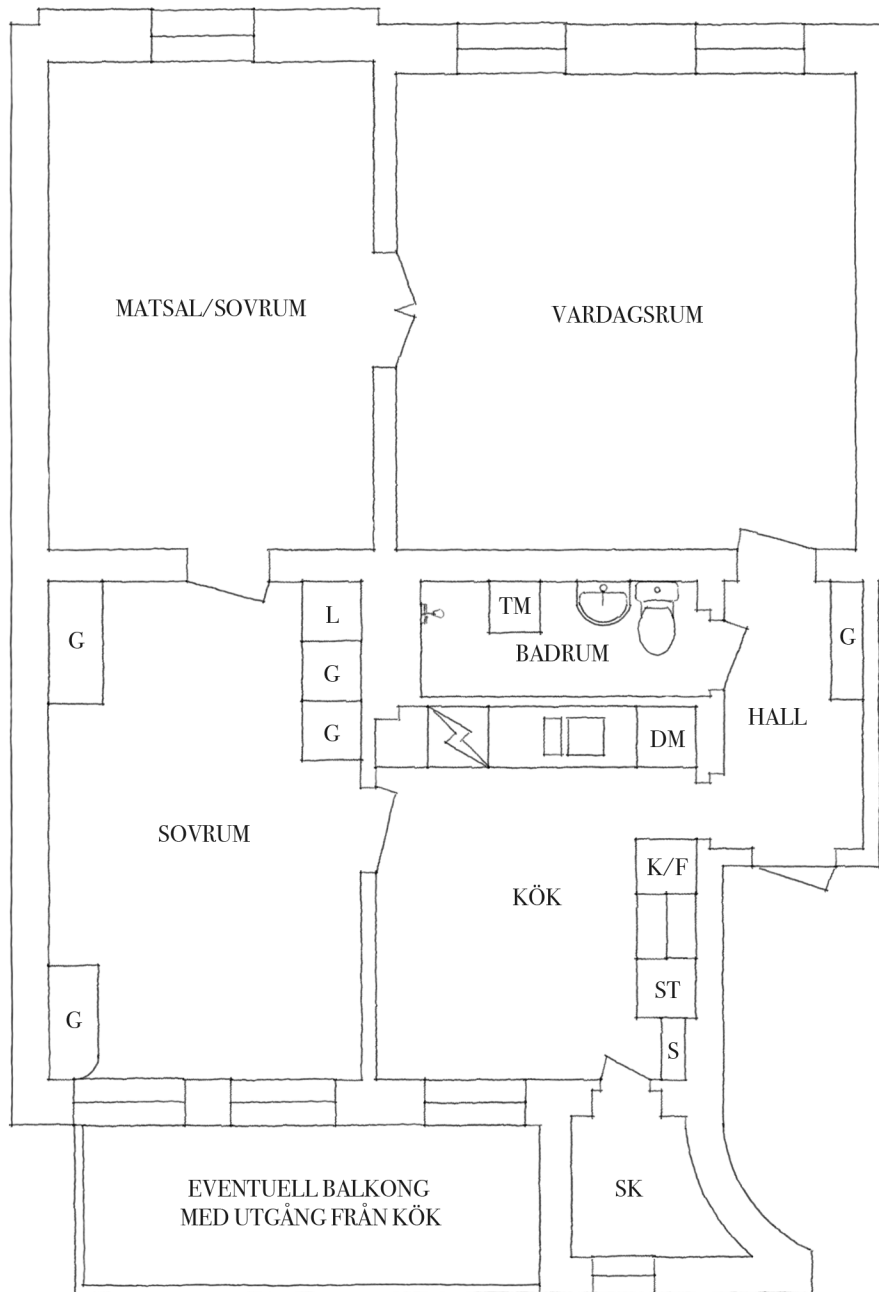 MATSAL/SOVRUM
VARDAGSRUM
G
L
TM
G
BADRUM
G
G
HALL
DM
SOVRUM
K/F
KÖK
ST
G
S
EVENTUELL BALKONG
MED UTGÅNG FRÅN KÖK
SK